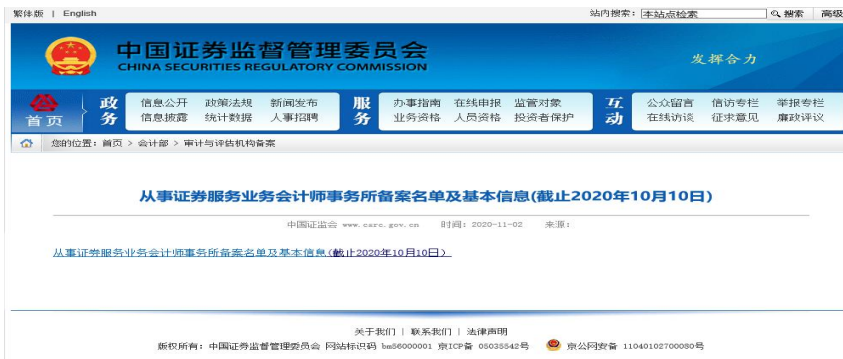 繁体版 | English
站内搜索: 本站点检索 搜索 高级
中国证券监督管理委员会
CHINA SECURITIES REGULATORY COMMISSION
发挥合力
首页
政务
信息公开 政策法规 新闻发布
信息披露 统计数据 人事招聘
服务
办事指南 在线申报 监管对象
业务资格 人员资格 投资者保护
互动
公众留言 信访专栏 举报专栏
在线访谈 征求意见 廉政评议
您的位置: 首页 > 会计部 > 审计与评估机构备案
从事证券服务业务会计师事务所备案名单及基本信息(截止2020年10月10日)
中国证监会 www.csrc.gov.cn 时间: 2020-11-02 来源:
从事证券服务业务会计师事务所备案名单及基本信息(截止2020年10月10日)
关于我们 | 联系我们 | 法律声明
版权所有: 中国证券监督管理委员会 网站标识码 bm56000001 京ICP备 05035542号 京公网安备 11040102700080号